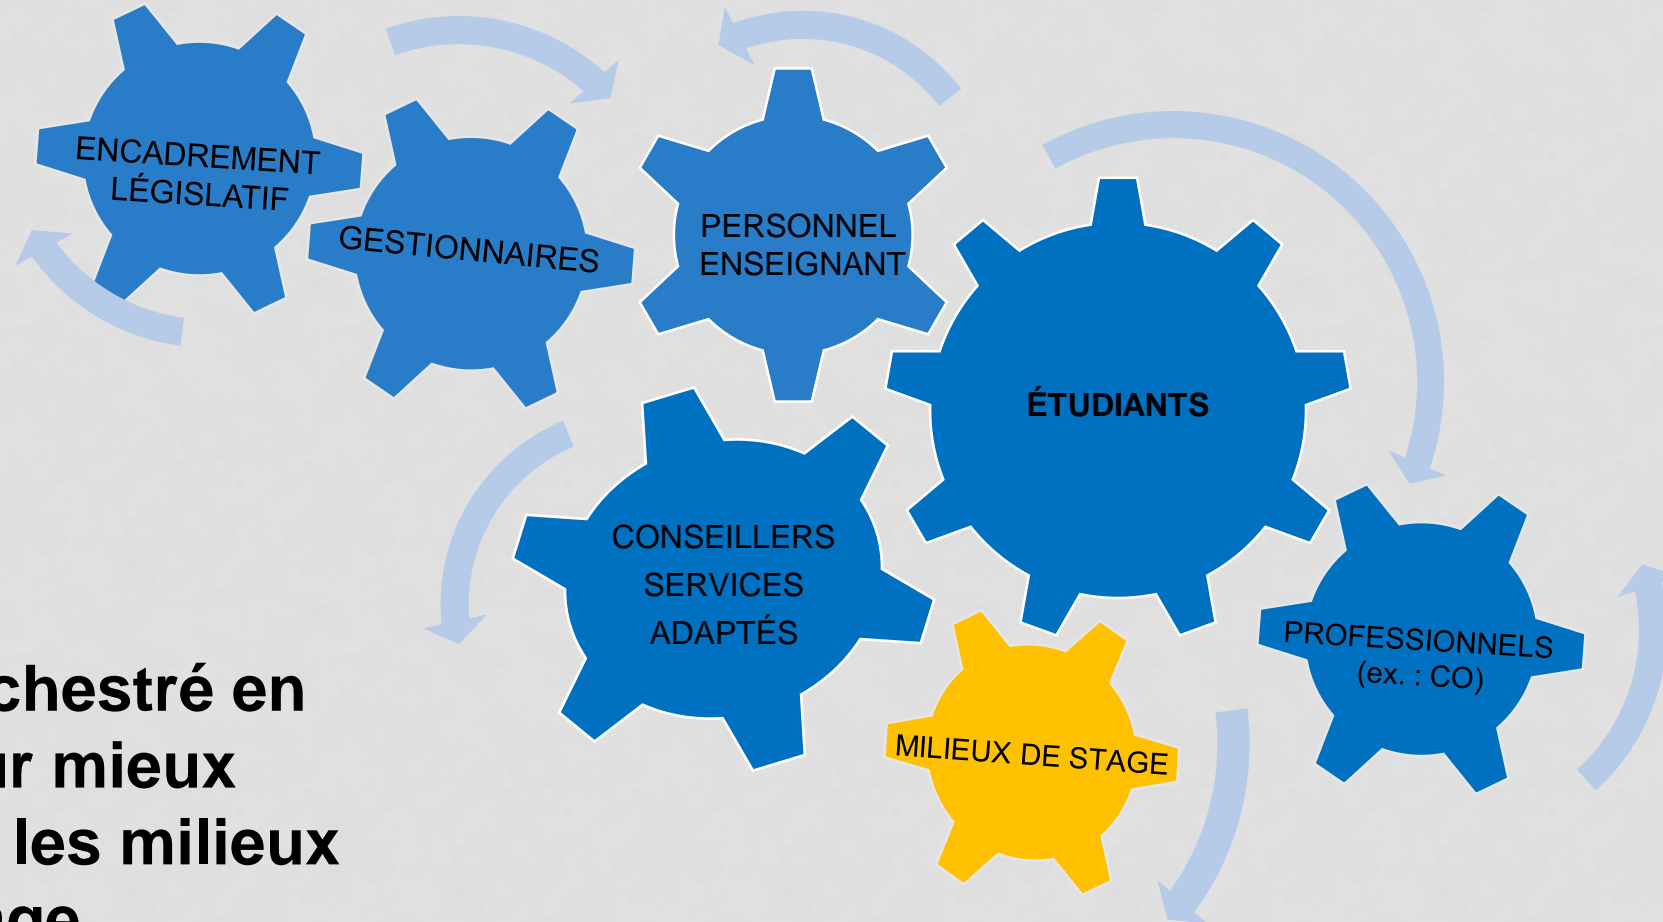 ENCADREMENT
LÉGISLATIF
GESTIONNAIRES
PERSONNEL
ENSEIGNANT
ÉTUDIANTS
CONSEILLERS
SERVICES
ADAPTÉS
PROFESSIONNELS
(ex. : CO)
MILIEUX DE STAGE
chestré en
mieux
les milieux